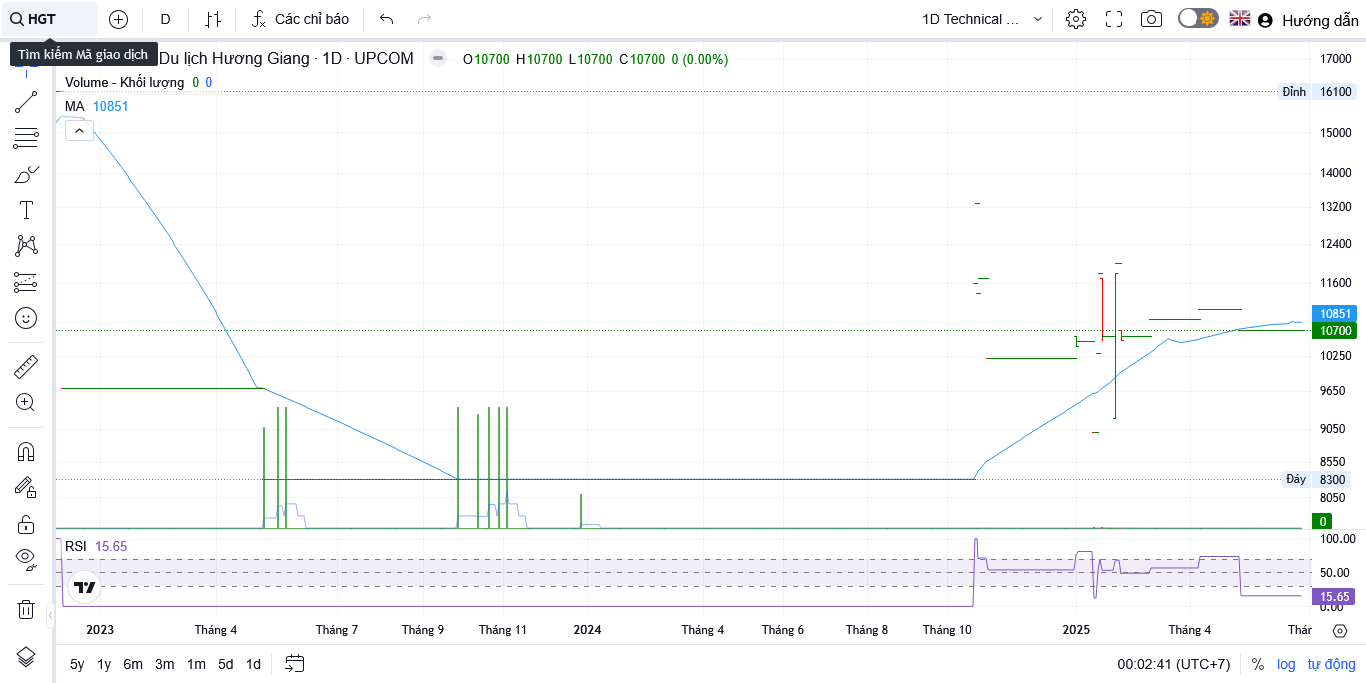 HGT D Các chỉ báo 1D Technical ... Hướng dẫn
Tìm kiếm Mã giao dịch
Du lịch Hương Giang · 1D · UPCOM O10700 H10700 L10700 C10700 0 (0.00%)
Volume - Khối lượng 0 0
MA 10851
17000
Đỉnh 16100
15000
14000
13200
12400
11600
10851
10700
10250
9650
9050
8550
Đáy 8300
8050
0
RSI 15.65
100.00
50.00
15.65
0.00
2023 Tháng 4 Tháng 7 Tháng 9 Tháng 11 2024 Tháng 4 Tháng 6 Tháng 8 Tháng 10 2025 Tháng 4 Thár
5y 1y 6m 3m 1m 5d 1d 00:02:41 (UTC+7) % log tự động